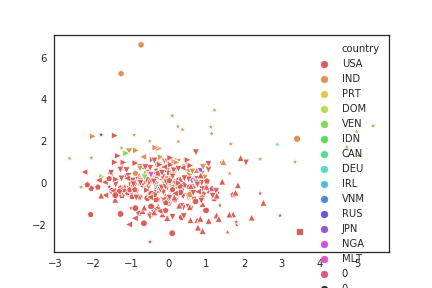 country
USA
IND
PRT
DOM
VEN
IDN
CAN
DEU
IRL
VNM
RUS
JPN
NGA
MLT
0
0
6
4
2
0
−2
−3 −2 −1 0 1 2 3 4 5